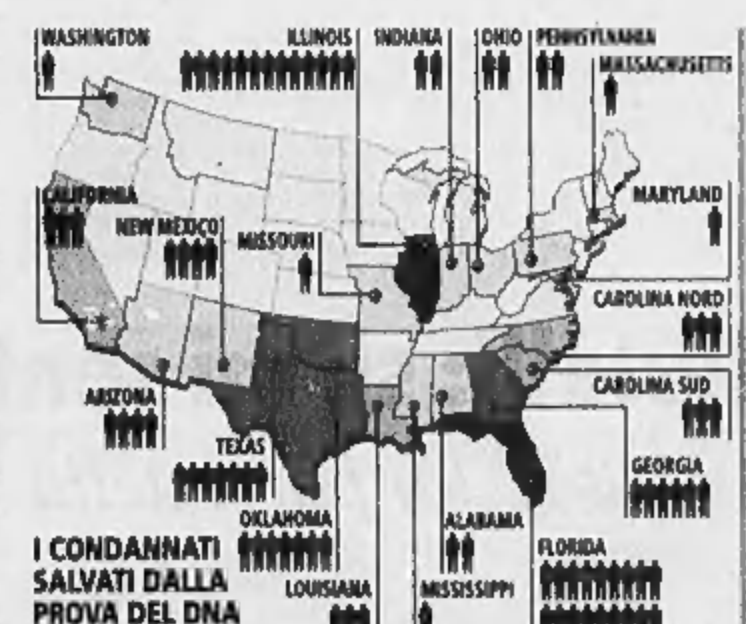 WASHINGTON
ILLINOIS
INDIANA
OHIO
PENNSYLVANIA
MASSACHUSETTS
CALIFORNIA
NEW MEXICO
MISSOURI
MARYLAND
CAROLINA NORD
CAROLINA SUD
ARIZONA
TEXAS
GEORGIA
OKLAHOMA
ALABAMA
FLORIDA
LOUISIANA
MISSISSIPPI
I CONDANNATI
SALVATI DALLA
PROVA DEL DNA